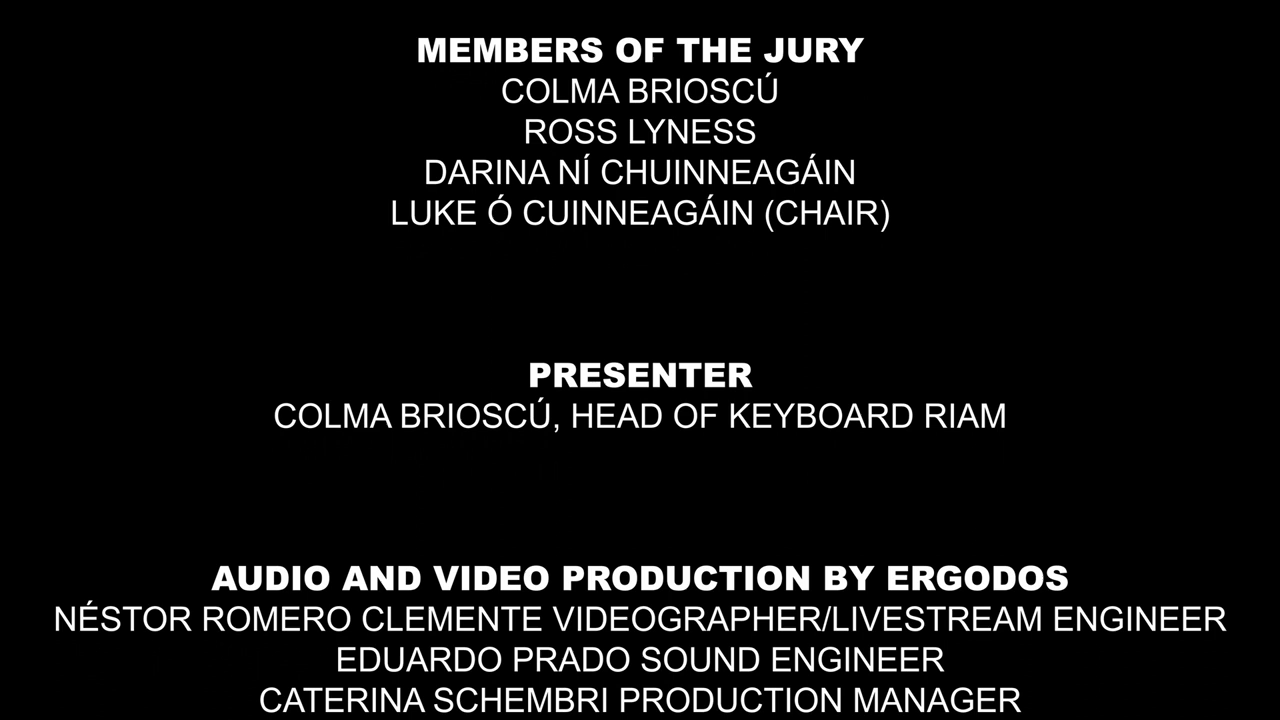 MEMBERS OF THE JURY
COLMA BRIOSCÚ
ROSS LYNESS
DARINA NÍ CHUINNEAGÁIN
LUKE Ó CUINNEAGÁIN (CHAIR)
PRESENTER
COLMA BRIOSCÚ, HEAD OF KEYBOARD RIAM
AUDIO AND VIDEO PRODUCTION BY ERGODOS
NÉSTOR ROMERO CLEMENTE VIDEOGRAPHER/LIVESTREAM ENGINEER
EDUARDO PRADO SOUND ENGINEER
CATERINA SCHEMBRI PRODUCTION MANAGER